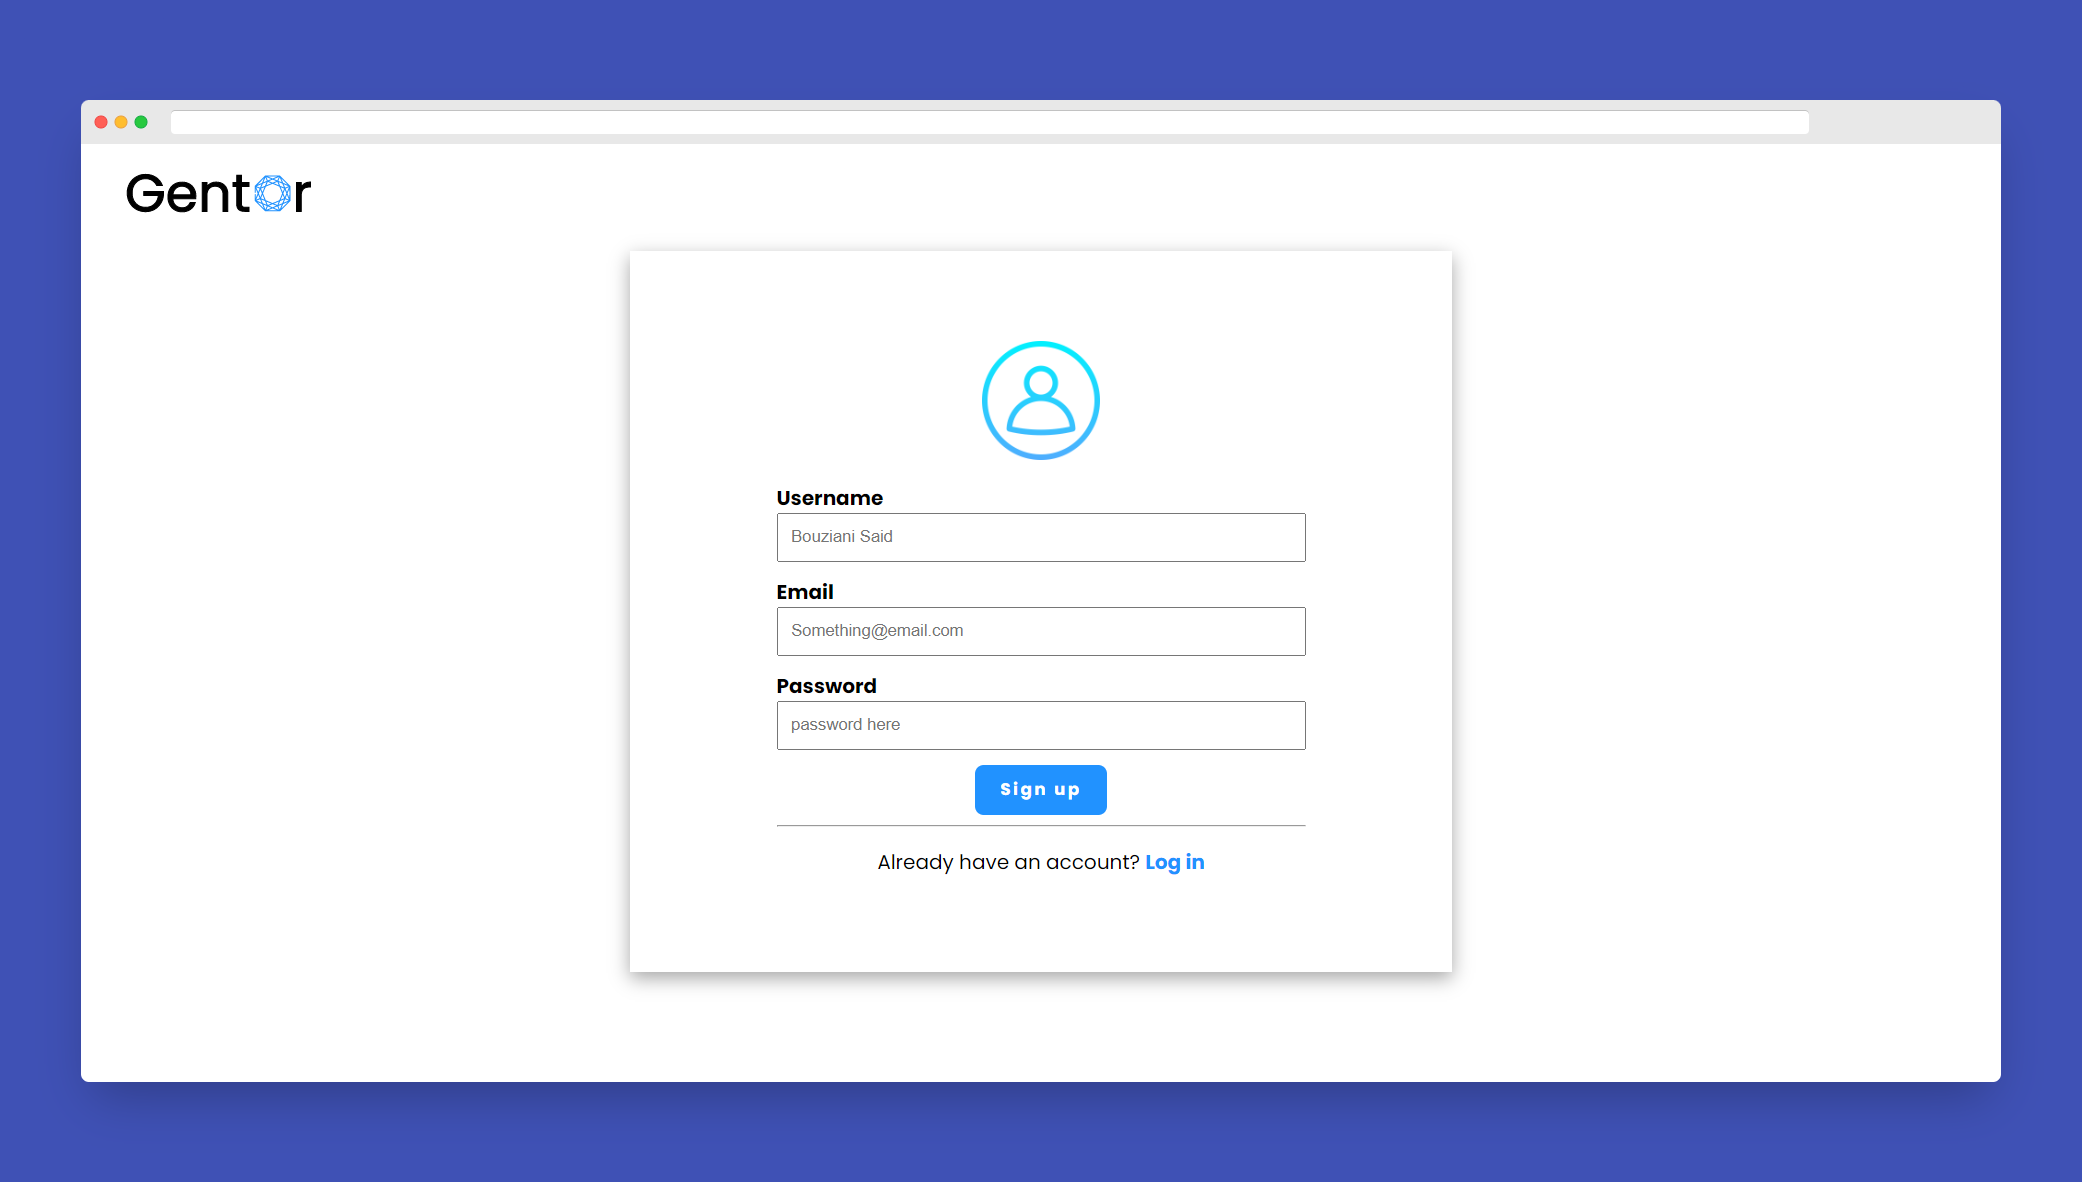 Gentor
Username
Bouziani Said
Email
Something@email.com
Password
password here
Sign up
Already have an account? Log in